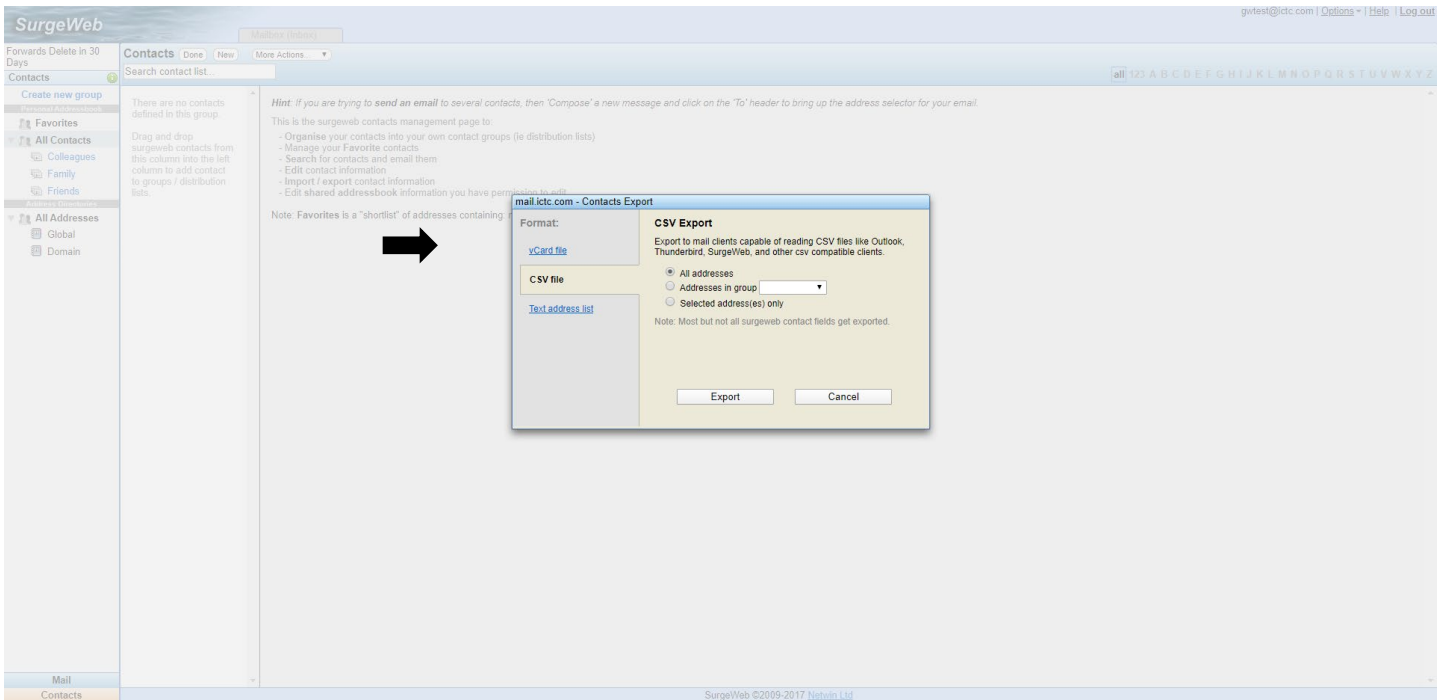 gwtest@ictc.com | Options | Help | Log out
SurgeWeb
Mailbox (inbox)
Forwards Delete in 30
Days
Contacts Done New More Actions...
Search contact list...
all 123 A B C D E F G H I J K L M N O P Q R S T U V W X Y Z
Contacts
Create new group
Personal Addressbook
Favorites
All Contacts
Colleagues
Family
Friends
Address Directories
All Addresses
Global
Domain
There are no contacts
defined in this group.
Drag and drop
surgeweb contacts from
this column into the left
column to add contact
to groups / distribution
lists.
Hint: If you are trying to send an email to several contacts, then 'Compose' a new message and click on the 'To' header to bring up the address selector for your email.
This is the surgeweb contacts management page to:
- Organise your contacts into your own contact groups (ie distribution lists)
- Manage your Favorite contacts
- Search for contacts and email them
- Edit contact information
- Import / export contact information
- Edit shared addressbook information you have permission to edit
Note: Favorites is a "shortlist" of addresses containing:
mail.ictc.com - Contacts Export
Format:
vCard file
CSV file
Text address list
CSV Export
Export to mail clients capable of reading CSV files like Outlook,
Thunderbird, SurgeWeb, and other csv compatible clients.
All addresses
Addresses in group
Selected address(es) only
Note: Most but not all surgeweb contact fields get exported.
Export Cancel
Mail
Contacts
SurgeWeb ©2009-2017 Netwin Ltd